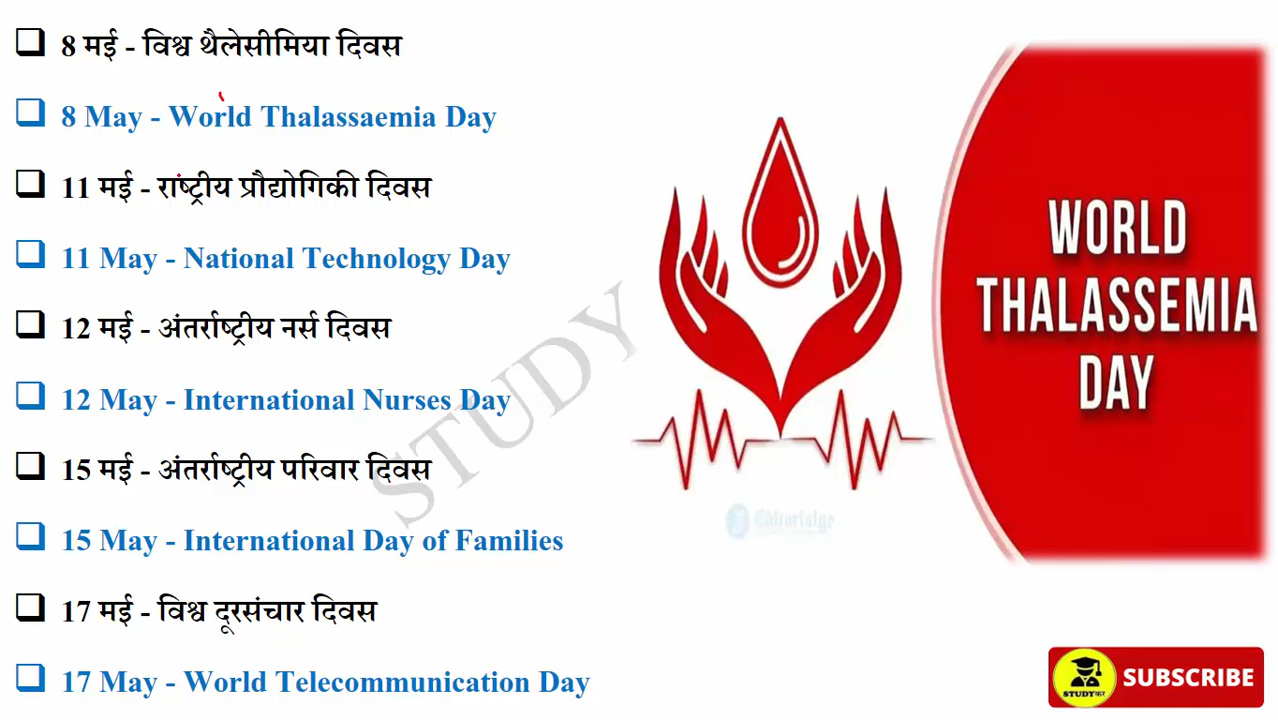 8 मई - विश्व थैलेसीमिया दिवस
8 May - World Thalassaemia Day
11 मई - राष्ट्रीय प्रौद्योगिकी दिवस
11 May - National Technology Day
12 मई - अंतर्राष्ट्रीय नर्स दिवस
12 May - International Nurses Day
15 मई - अंतर्राष्ट्रीय परिवार दिवस
15 May - International Day of Families
17 मई - विश्व दूरसंचार दिवस
17 May - World Telecommunication Day
STUDY
WORLD
THALASSEMIA
DAY
STUDYकर
SUBSCRIBE